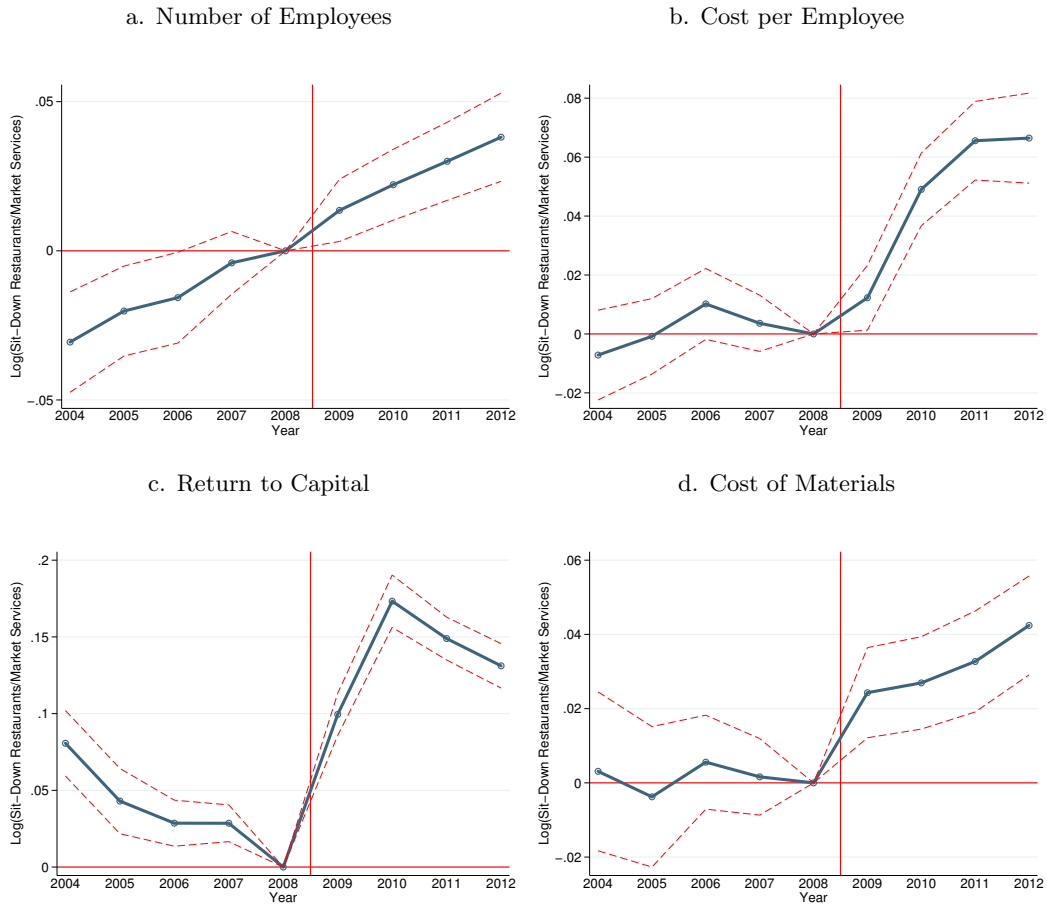 a. Number of Employees
b. Cost per Employee
Log(Sit−Down Restaurants/Market Services)
.05
0
−.05
2004 2005 2006 2007 2008 2009 2010 2011 2012
Year
Log(Sit−Down Restaurants/Market Services)
.08
.06
.04
.02
0
−.02
2004 2005 2006 2007 2008 2009 2010 2011 2012
Year
c. Return to Capital
d. Cost of Materials
Log(Sit−Down Restaurants/Market Services)
.2
.15
.1
.05
0
2004 2005 2006 2007 2008 2009 2010 2011 2012
Year
Log(Sit−Down Restaurants/Market Services)
.06
.04
.02
0
−.02
2004 2005 2006 2007 2008 2009 2010 2011 2012
Year